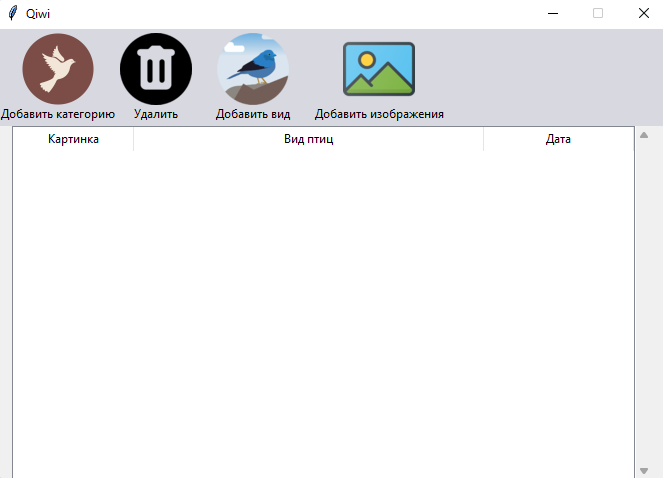 Qiwi
Добавить категорию Удалить Добавить вид Добавить изображения
Картинка Вид птиц Дата